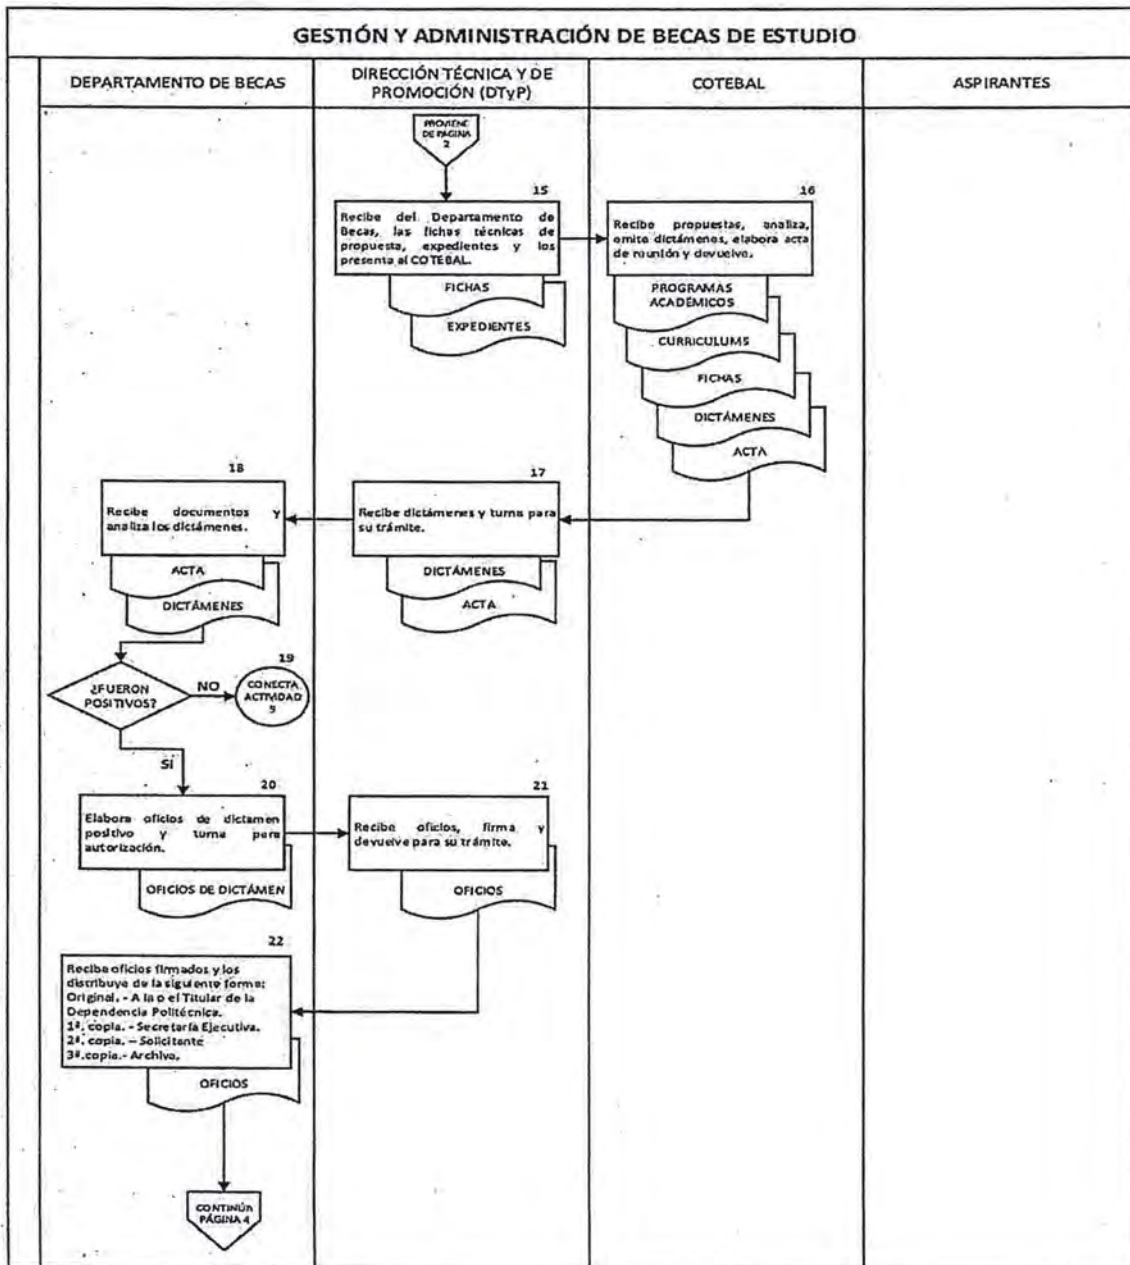 GESTIÓN Y ADMINISTRACIÓN DE BECAS DE ESTUDIO
DEPARTAMENTO DE BECAS
DIRECCIÓN TÉCNICA Y DE
PROMOCIÓN (DTyP)
COTEBAL
ASPIRANTES
PROVIENE
DE PÁGINA
2
15
Recibe del Departamento de
Becas, las fichas técnicas de
propuesta, expedientes y los
presenta al COTEBAL.
FICHAS
EXPEDIENTES
16
Recibe propuestas, analiza,
emite dictámenes, elabora acta
de reunión y devuelve.
PROGRAMAS
ACADÉMICOS
CURRICULUMS
FICHAS
DICTÁMENES
ACTA
17
Recibe dictámenes y turna para
su trámite.
DICTÁMENES
ACTA
18
Recibe documentos y
analiza los dictámenes.
ACTA
DICTÁMENES
¿FUERON
POSITIVOS?
NO
19
CONECTA
ACTIVIDAD
SÍ
20
Elabora oficios de dictamen
positivo y turna para
autorización.
OFICIOS DE DICTÁMEN
21
Recibe oficios, firma y
devuelve para su trámite.
OFICIOS
22
Recibe oficios firmados y los
distribuye de la siguiente forma:
Original. - A la o el Titular de la
Dependencia Politécnica.
1ª. copia. - Secretaría Ejecutiva.
2ª. copia. – Solicitante
3ª.copia.- Archivo.
OFICIOS
CONTINÚA
PÁGINA 4